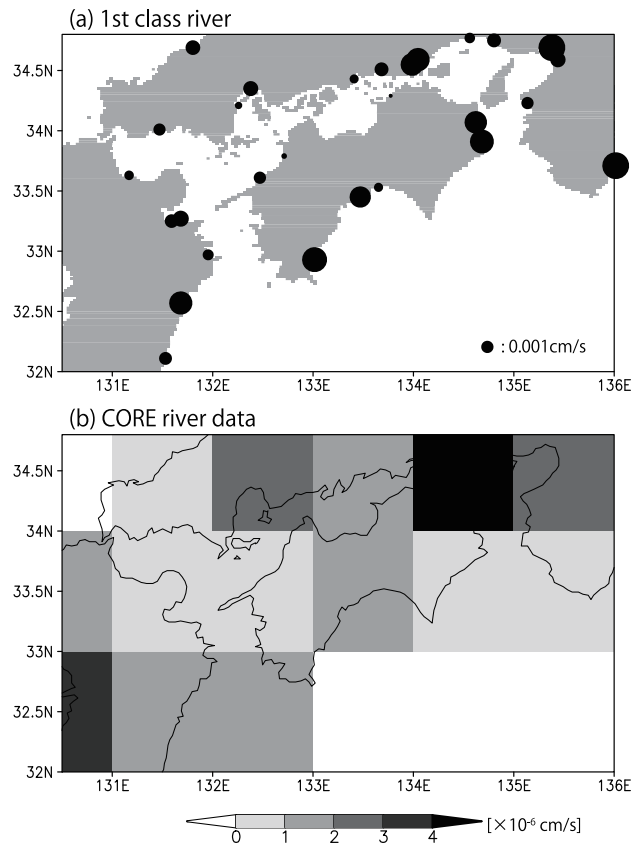 (a) 1st class river
34.5N
34N
33.5N
33N
32.5N
32N
: 0.001cm/s
131E 132E 133E 134E 135E 136E
(b) CORE river data
34.5N
34N
33.5N
33N
32.5N
32N
131E 132E 133E 134E 135E 136E
0 1 2 3 4 [×10-6 cm/s]